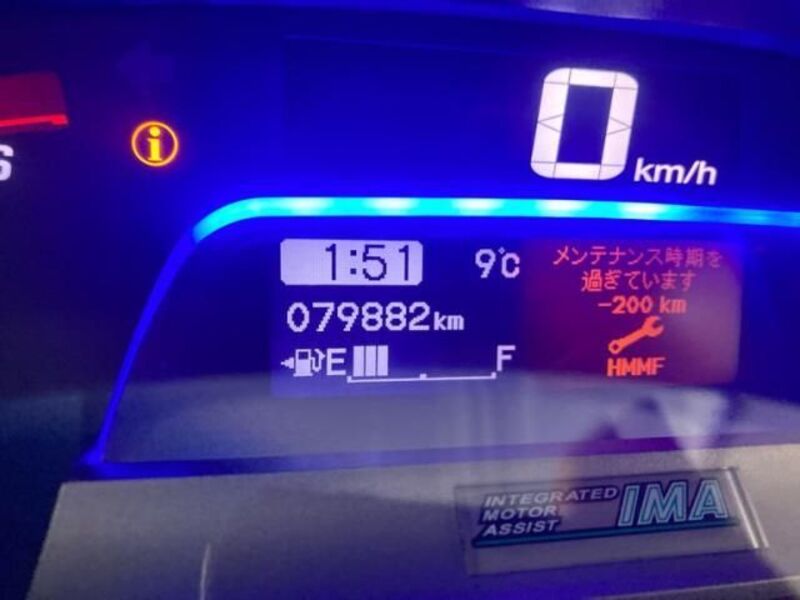 0 km/h
1:51 9℃
079882km
E F
メンテナンス時期を
過ぎています
-200 km
HMMF
INTEGRATED
MOTOR
ASSIST
IMA